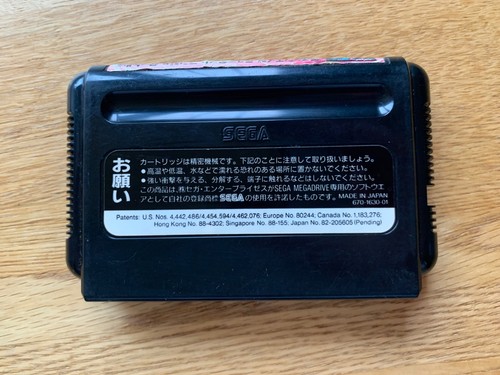 SEGA
お願い
カートリッジは精密機械です。下記のことに注意して取り扱いましょう。
●高温や低温、水などで濡れる恐れのある場所に置かないでください。
●強い衝撃を与える、分解する、端子に触れるなどはしないでください。
この商品は、株セガ・エンタープライゼスがSEGA MEGADRIVE専用のソフトウエ
アとして自社の登録商標SEGAの使用を許諾したものです。 MADE IN JAPAN
670-1630-01
Patents: U.S. Nos. 4,442,486/4,454,594/4,462,076; Europe No. 80244; Canada No. 1,183,276;
Hong Kong No. 88-4302; Singapore No. 88-155; Japan No. 82-205605 (Pending)